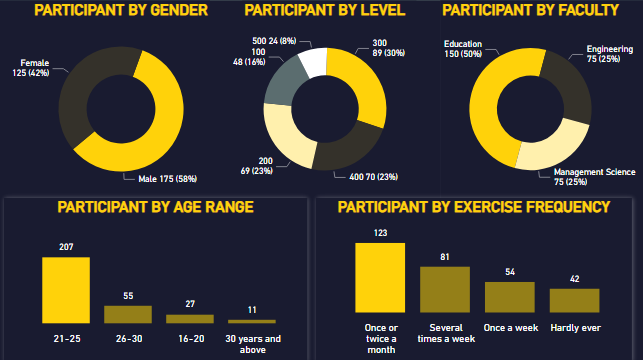 PARTICIPANT BY GENDER
Female
125 (42%)
Male 175 (58%)
PARTICIPANT BY LEVEL
500 24 (8%)
100
48 (16%)
300
89 (30%)
200
69 (23%)
400 70 (23%)
PARTICIPANT BY FACULTY
Education
150 (50%)
Engineering
75 (25%)
Management Science
75 (25%)
PARTICIPANT BY AGE RANGE
207
55
27
11
21-25
26-30
16-20
30 years and
above
PARTICIPANT BY EXERCISE FREQUENCY
123
81
54
42
Once or
twice a
month
Several
times a week
Once a week
Hardly ever